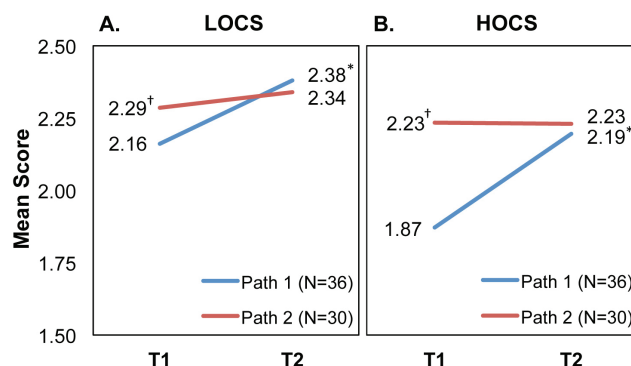 A. LOCS
B. HOCS
Mean Score
2.50
2.25
2.00
1.75
1.50
2.29†
2.16
2.38*
2.34
Path 1 (N=36)
Path 2 (N=30)
T1 T2
2.23†
1.87
2.23
2.19*
Path 1 (N=36)
Path 2 (N=30)
T1 T2